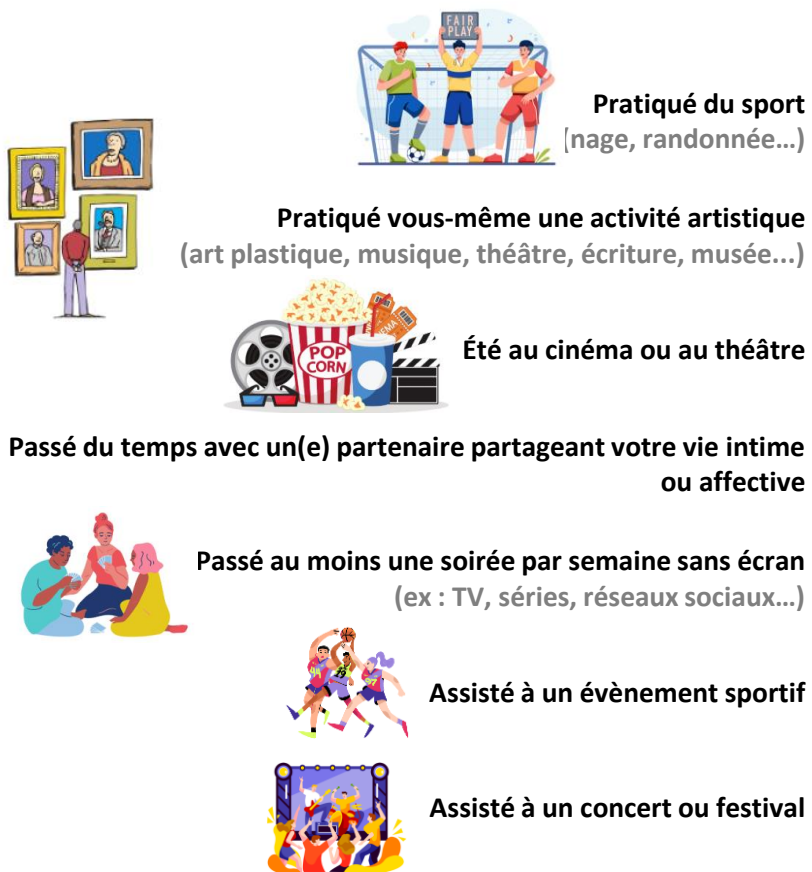 FAIR
PLAY
Pratiqué du sport
(nage, randonnée…)
Pratiqué vous-même une activité artistique
(art plastique, musique, théâtre, écriture, musée...)
POP
CORN
Été au cinéma ou au théâtre
Passé du temps avec un(e) partenaire partageant votre vie intime
ou affective
Passé au moins une soirée par semaine sans écran
(ex : TV, séries, réseaux sociaux…)
Assisté à un évènement sportif
Assisté à un concert ou festival